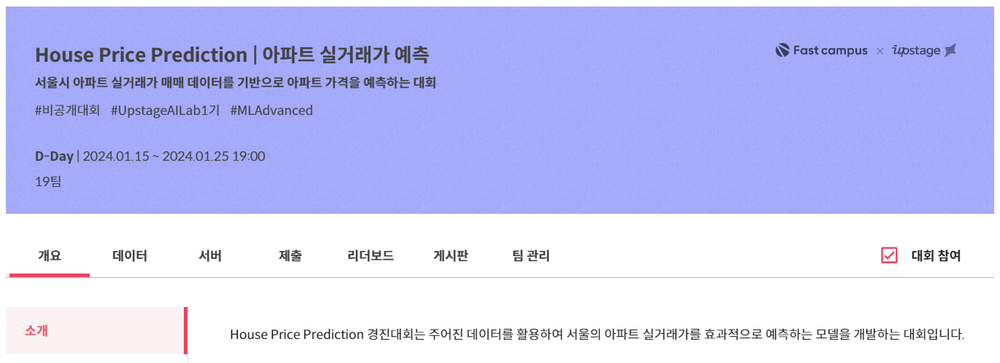 House Price Prediction | 아파트 실거래가 예측
Fast campus × upstage
서울시 아파트 실거래가 매매 데이터를 기반으로 아파트 가격을 예측하는 대회
#비공개대회 #UpstageAILab1기 #MLAdvanced
D-Day | 2024.01.15 ~ 2024.01.25 19:00
19팀
개요 데이터 서버 제출 리더보드 게시판 팀 관리 대회 참여
소개
House Price Prediction 경진대회는 주어진 데이터를 활용하여 서울의 아파트 실거래가를 효과적으로 예측하는 모델을 개발하는 대회입니다.